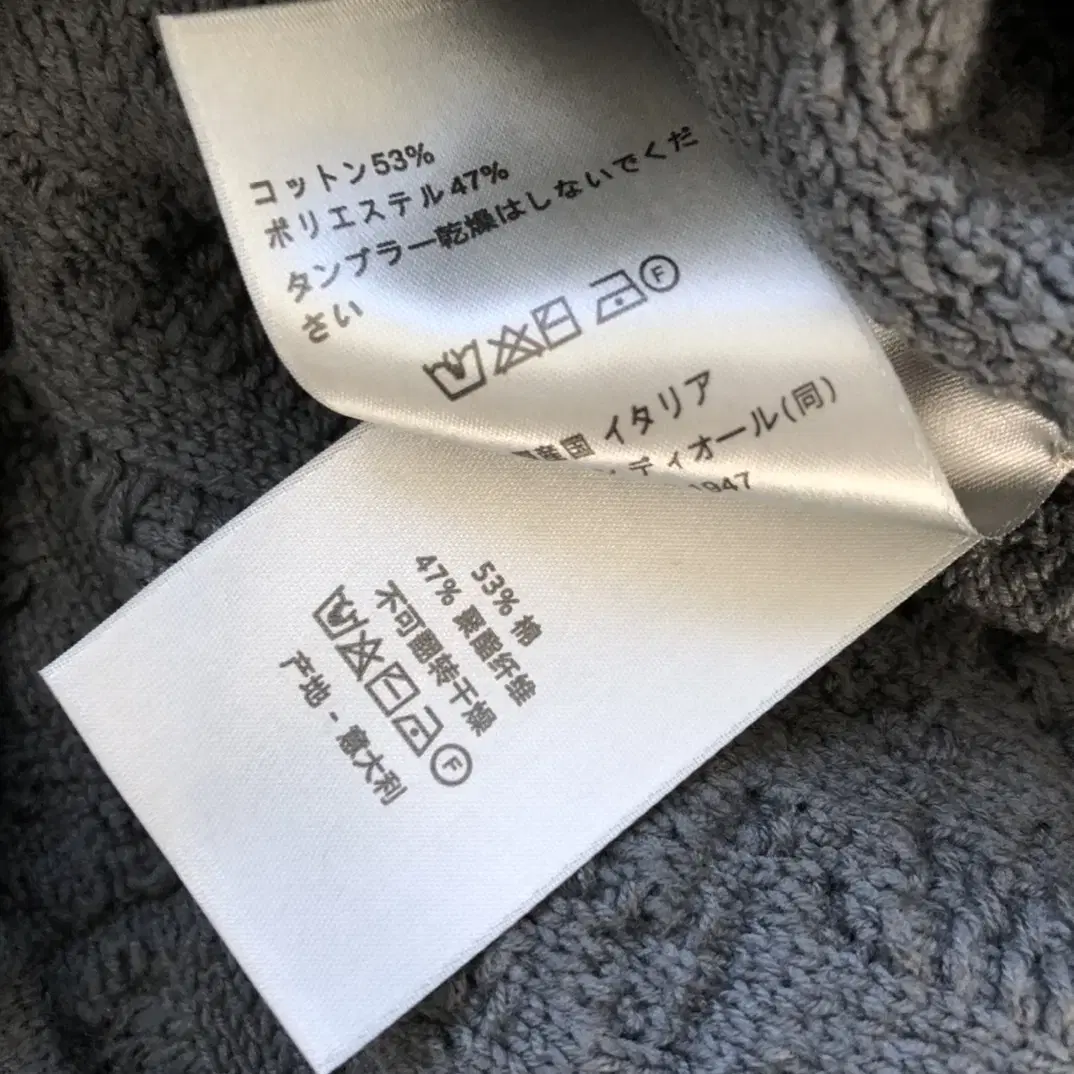 コットン53%
ポリエステル47%
タンブラー乾燥はしないでくだ
さい
F
産国 イタリア
ディオール(同)
1947
53% 棉
47% 聚酯纤维
不可翻转干燥
F
产地 - 意大利